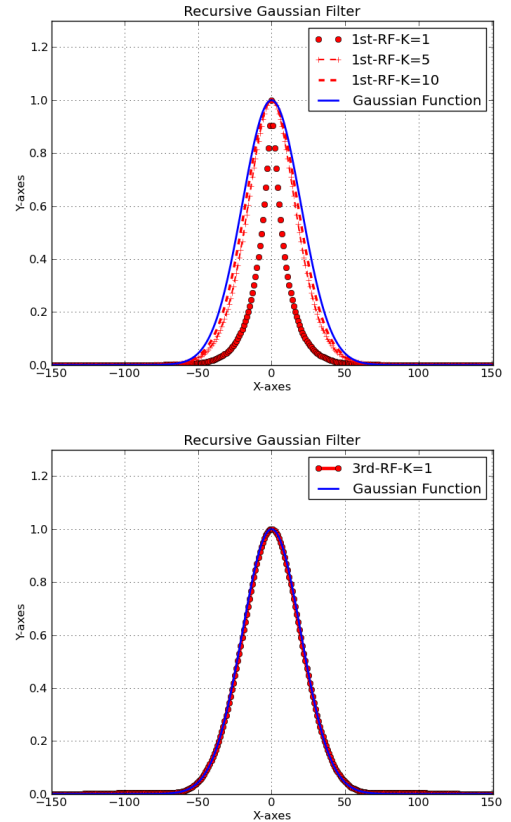 Recursive Gaussian Filter
1st-RF-K=1
1st-RF-K=5
1st-RF-K=10
Gaussian Function
Y-axes
1.2
1.0
0.8
0.6
0.4
0.2
0.0
−150 −100 −50 0 50 100 150
X-axes
Recursive Gaussian Filter
3rd-RF-K=1
Gaussian Function
Y-axes
1.2
1.0
0.8
0.6
0.4
0.2
0.0
−150 −100 −50 0 50 100 150
X-axes